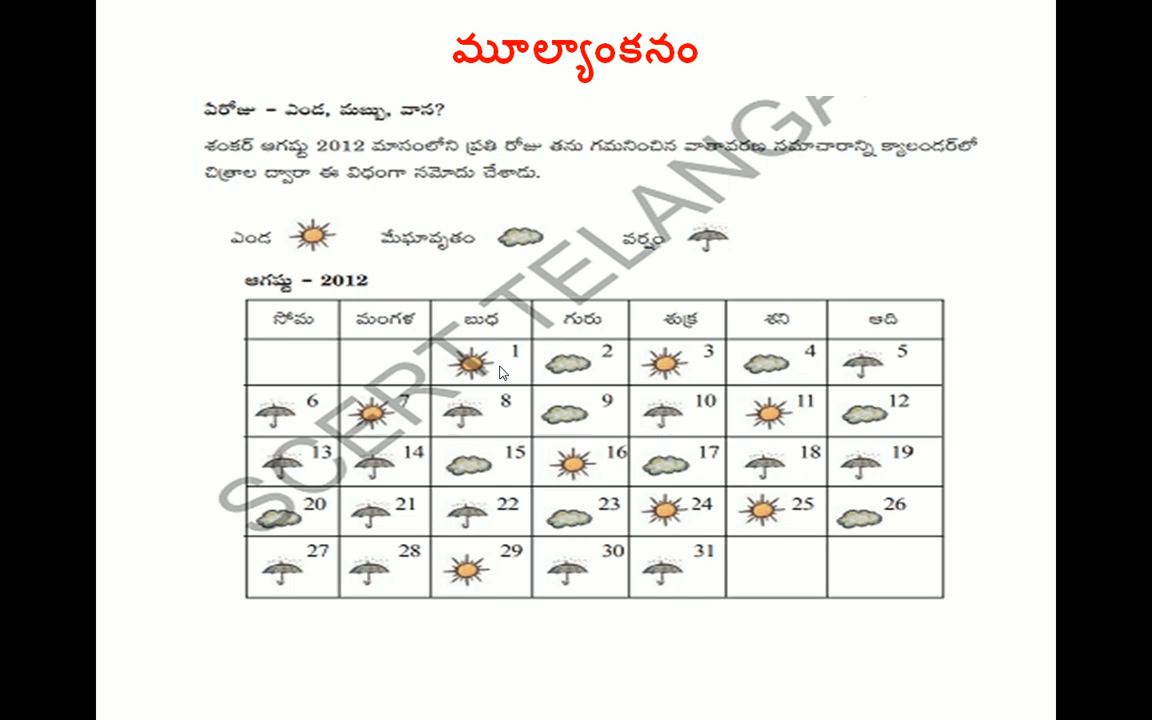 మూల్యాంకనం
ఏరోజు – ఎండ, మబ్బు, వాన?
శంకర్ ఆగష్టు 2012 మాసంలోని ప్రతి రోజు తను గమనించిన వాతావరణ సమాచారాన్ని క్యాలండర్‌లో
చిత్రాల ద్వారా ఈ విధంగా నమోదు చేశాడు.
ఎండ మేఘావృతం వర్షం
ఆగష్టు – 2012
సోమ మంగళ బుధ గురు శుక్ర శని ఆది
1 2 3 4 5
6 7 8 9 10 11 12
13 14 15 16 17 18 19
20 21 22 23 24 25 26
27 28 29 30 31
SCERT TELANGA